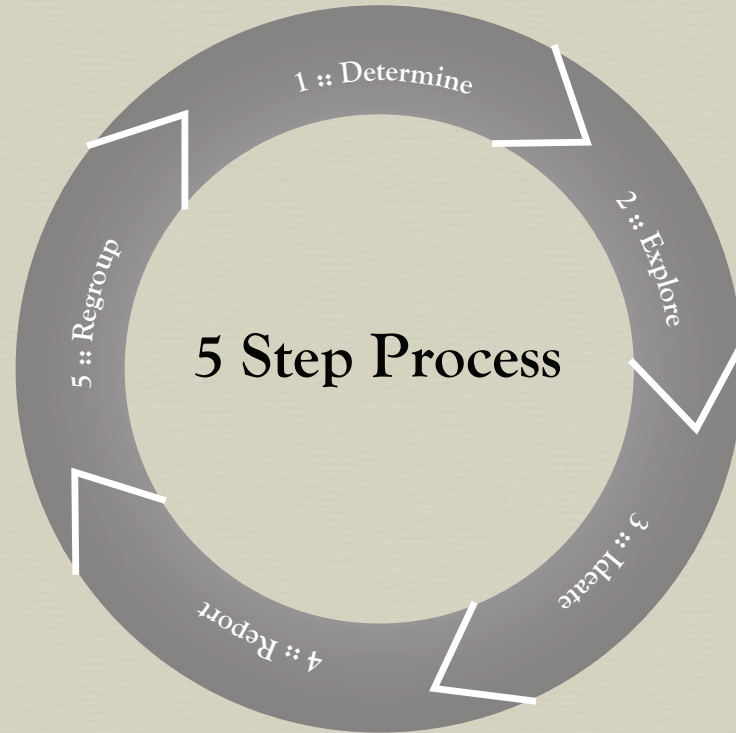 5 Step Process
1 :: Determine
2 :: Explore
3 :: Ideate
4 :: Report
5 :: Regroup